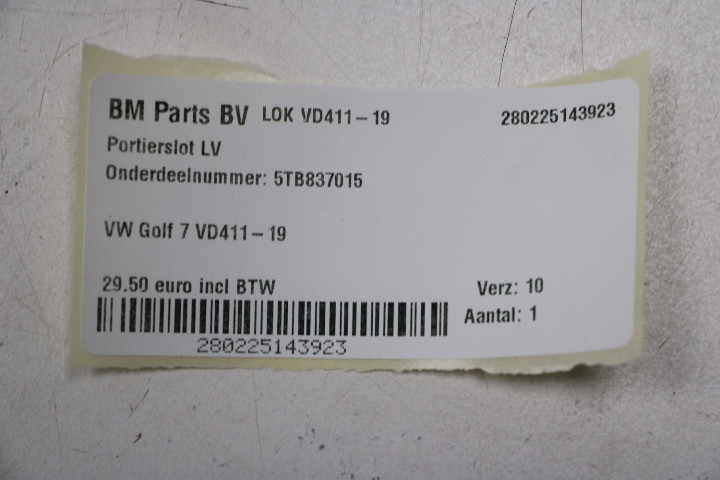 BM Parts BV LOK VD411-19 280225143923
Portierslot LV
Onderdeelnummer: 5TB837015
VW Golf 7 VD411-19
29.50 euro incl BTW Verz: 10
Aantal: 1
280225143923